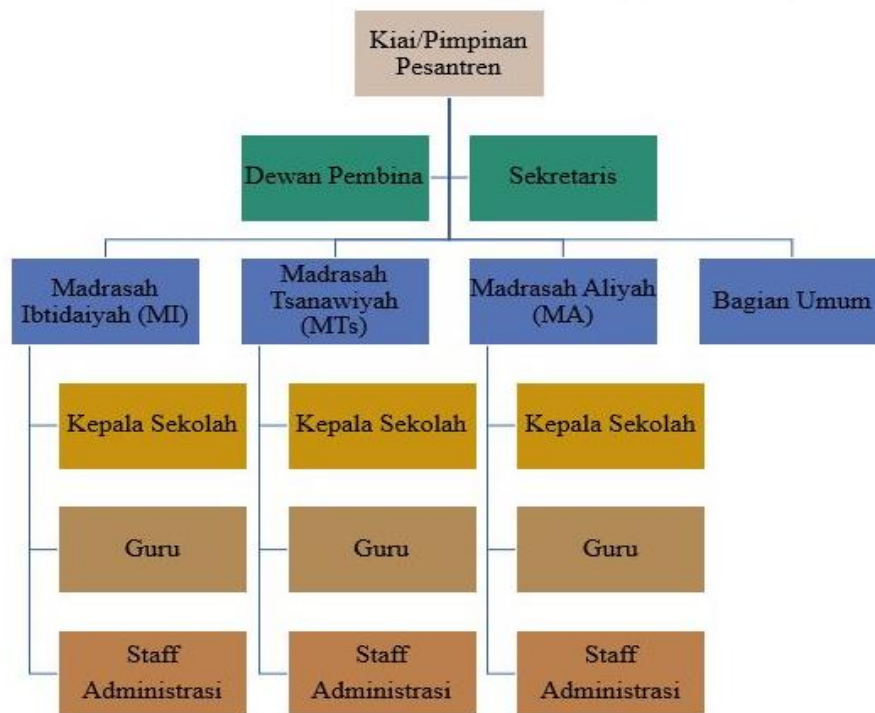 Kiai/Pimpinan
Pesantren
Dewan Pembina
Sekretaris
Madrasah
Ibtidaiyah (MI)
Madrasah
Tsanawiyah
(MTs)
Madrasah Aliyah
(MA)
Bagian Umum
Kepala Sekolah
Kepala Sekolah
Kepala Sekolah
Guru
Guru
Guru
Staff
Administrasi
Staff
Administrasi
Staff
Administrasi